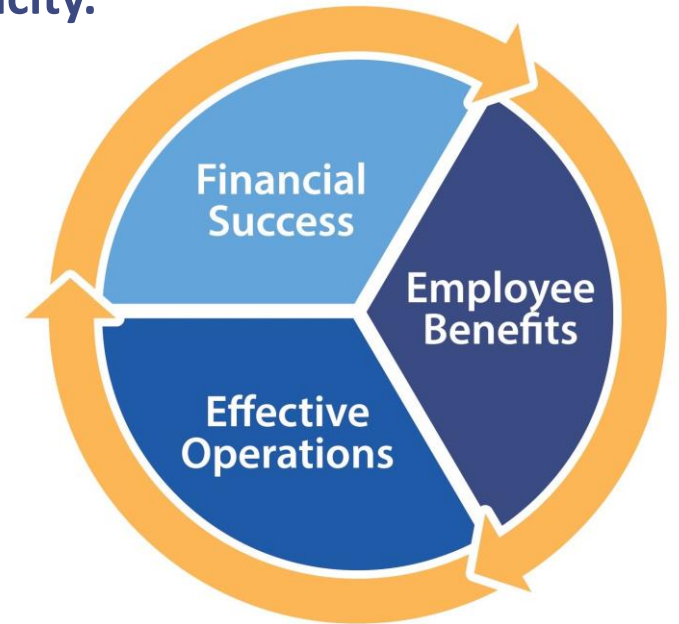 Financial
Success
Employee
Benefits
Effective
Operations